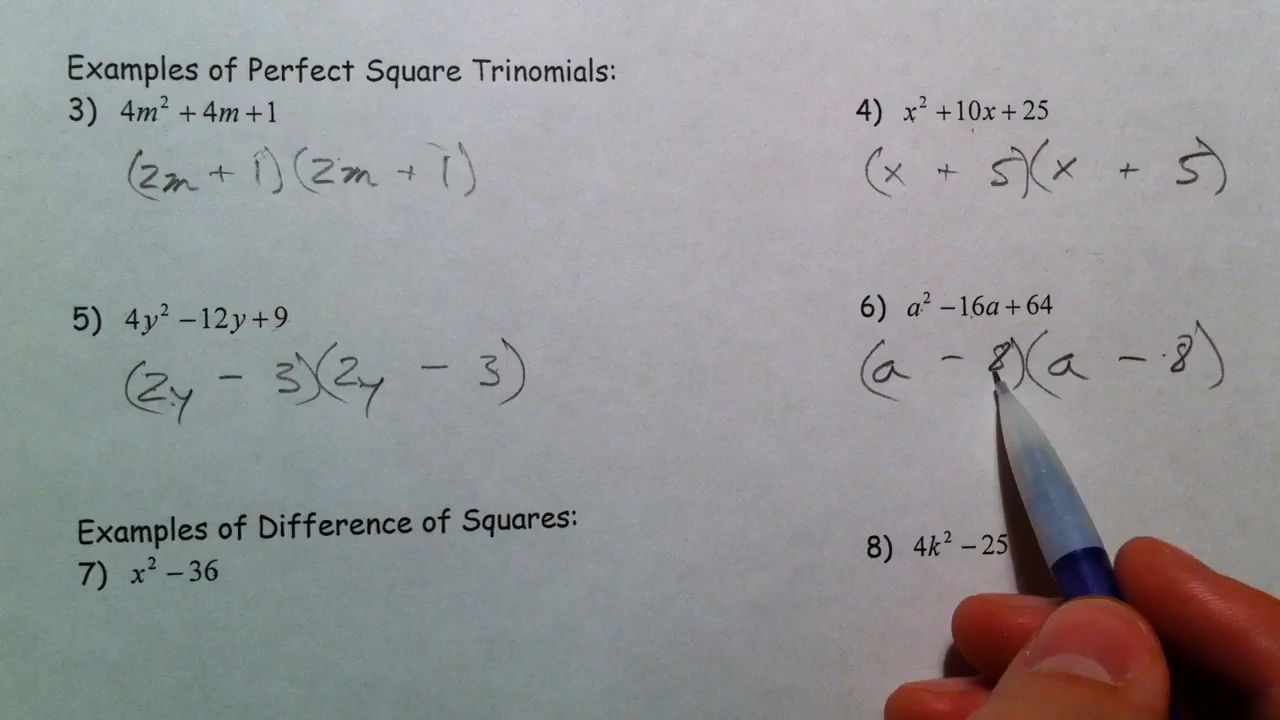 Examples of Perfect Square Trinomials:
3) 4m² + 4m + 1
(2m + 1)(2m + 1)
4) x² + 10x + 25
(x + 5)(x + 5)
5) 4y² − 12y + 9
(2y − 3)(2y − 3)
6) a² − 16a + 64
(a − 8)(a − 8)
Examples of Difference of Squares:
7) x² − 36
8) 4k² − 25